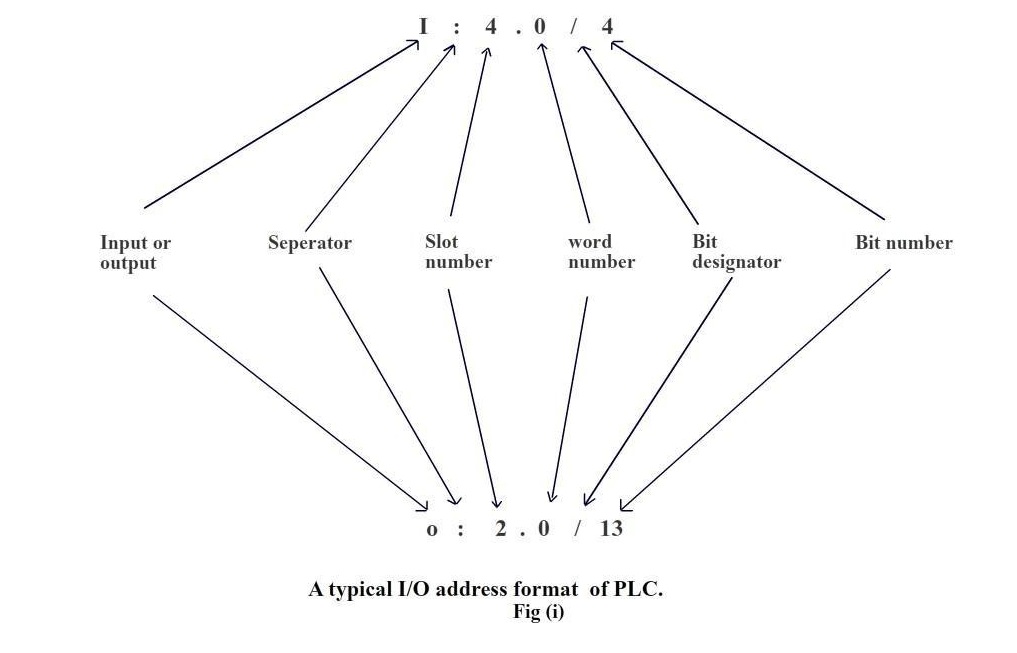 I : 4 . 0 / 4
Input or
output
Seperator
Slot
number
word
number
Bit
designator
Bit number
o : 2 . 0 / 13
A typical I/O address format of PLC.
Fig (i)